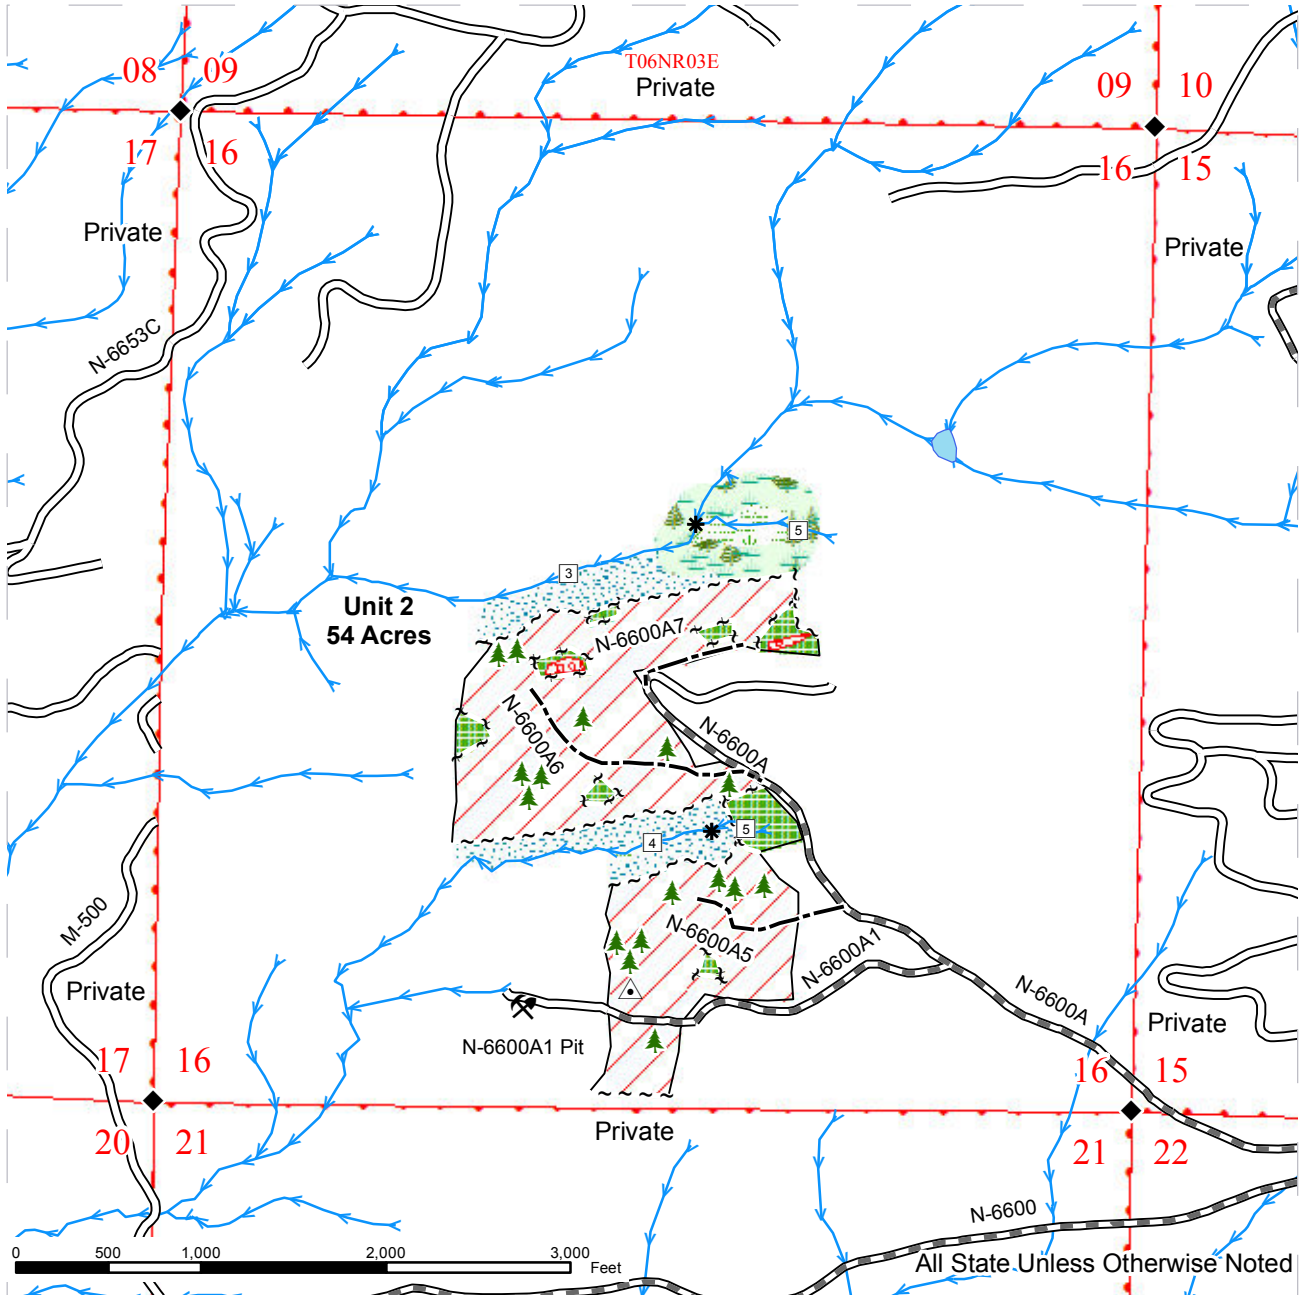 T06NR03E
Private
08 09
09 10
17 16
16 15
Private
Private
N-6653C
5
3
Unit 2
54 Acres
N-6600A7
N-6600A6
N-6600A
5
4
M-500
N-6600A5
N-6600A1
N-6600A
Private
Private
N-6600A1 Pit
17 16
16 15
Private
20 21
21 22
N-6600
0 500 1,000 2,000 3,000
Feet
All State Unless Otherwise Noted